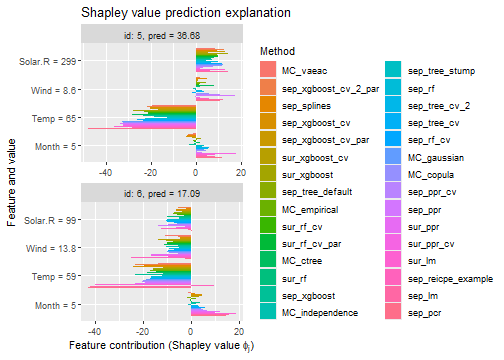 Shapley value prediction explanation
id: 5, pred = 36.68
Solar.R = 299
Wind = 8.6
Temp = 65
Month = 5
-40
-20
0
20
id: 6, pred = 17.09
Solar.R = 99
Wind = 13.8
Temp = 59
Month = 5
-40
-20
0
20
Feature and value
Feature contribution (Shapley value ϕj)
Method
MC_vaeac
sep_xgboost_cv_2_par
sep_splines
sep_xgboost_cv
sep_xgboost_cv_par
sur_xgboost_cv
sur_xgboost
sep_tree_default
MC_empirical
sur_rf_cv
sur_rf_cv_par
MC_ctree
sur_rf
sep_xgboost
MC_independence
sep_tree_stump
sep_rf
sep_tree_cv_2
sep_tree_cv
sep_rf_cv
MC_gaussian
MC_copula
sep_ppr_cv
sep_ppr
sur_ppr
sur_ppr_cv
sur_lm
sep_reicpe_example
sep_lm
sep_pcr